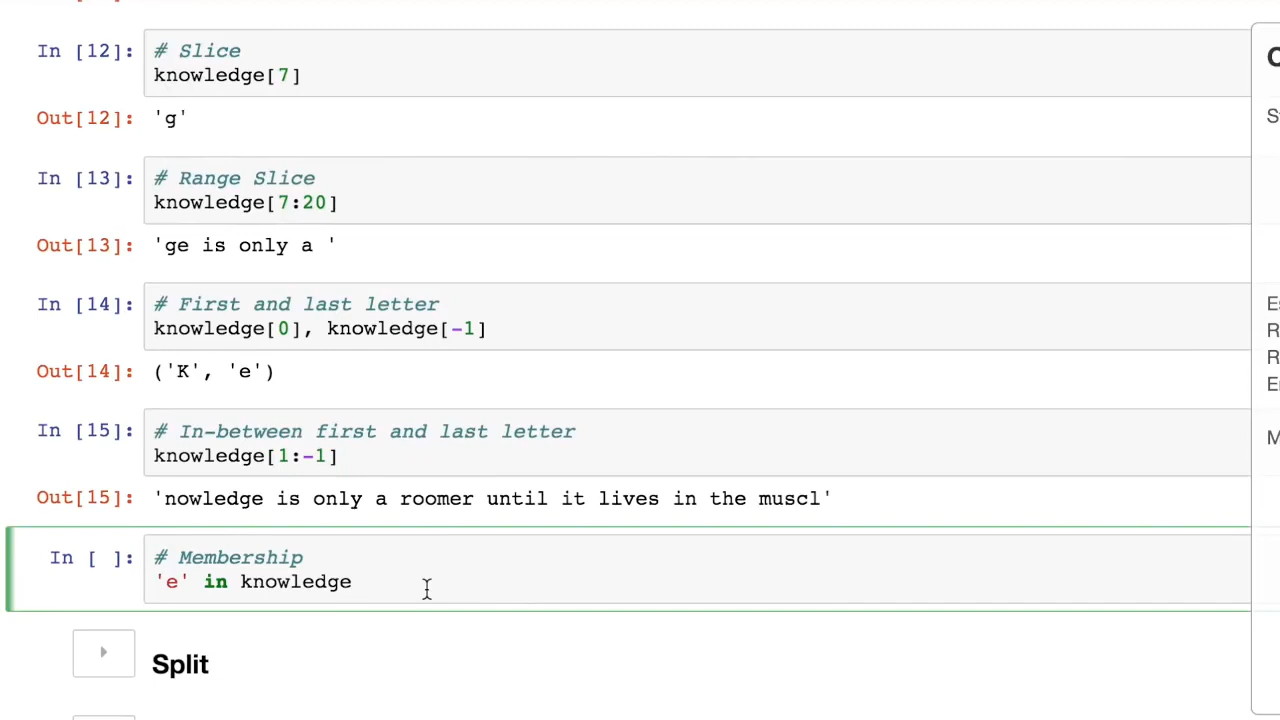 In [12]: # Slice
knowledge[7]
Out[12]: 'g'
In [13]: # Range Slice
knowledge[7:20]
Out[13]: 'ge is only a '
In [14]: # First and last letter
knowledge[0], knowledge[-1]
Out[14]: ('K', 'e')
In [15]: # In-between first and last letter
knowledge[1:-1]
Out[15]: 'nowledge is only a roomer until it lives in the muscl'
In [ ]: # Membership
'e' in knowledge
Split